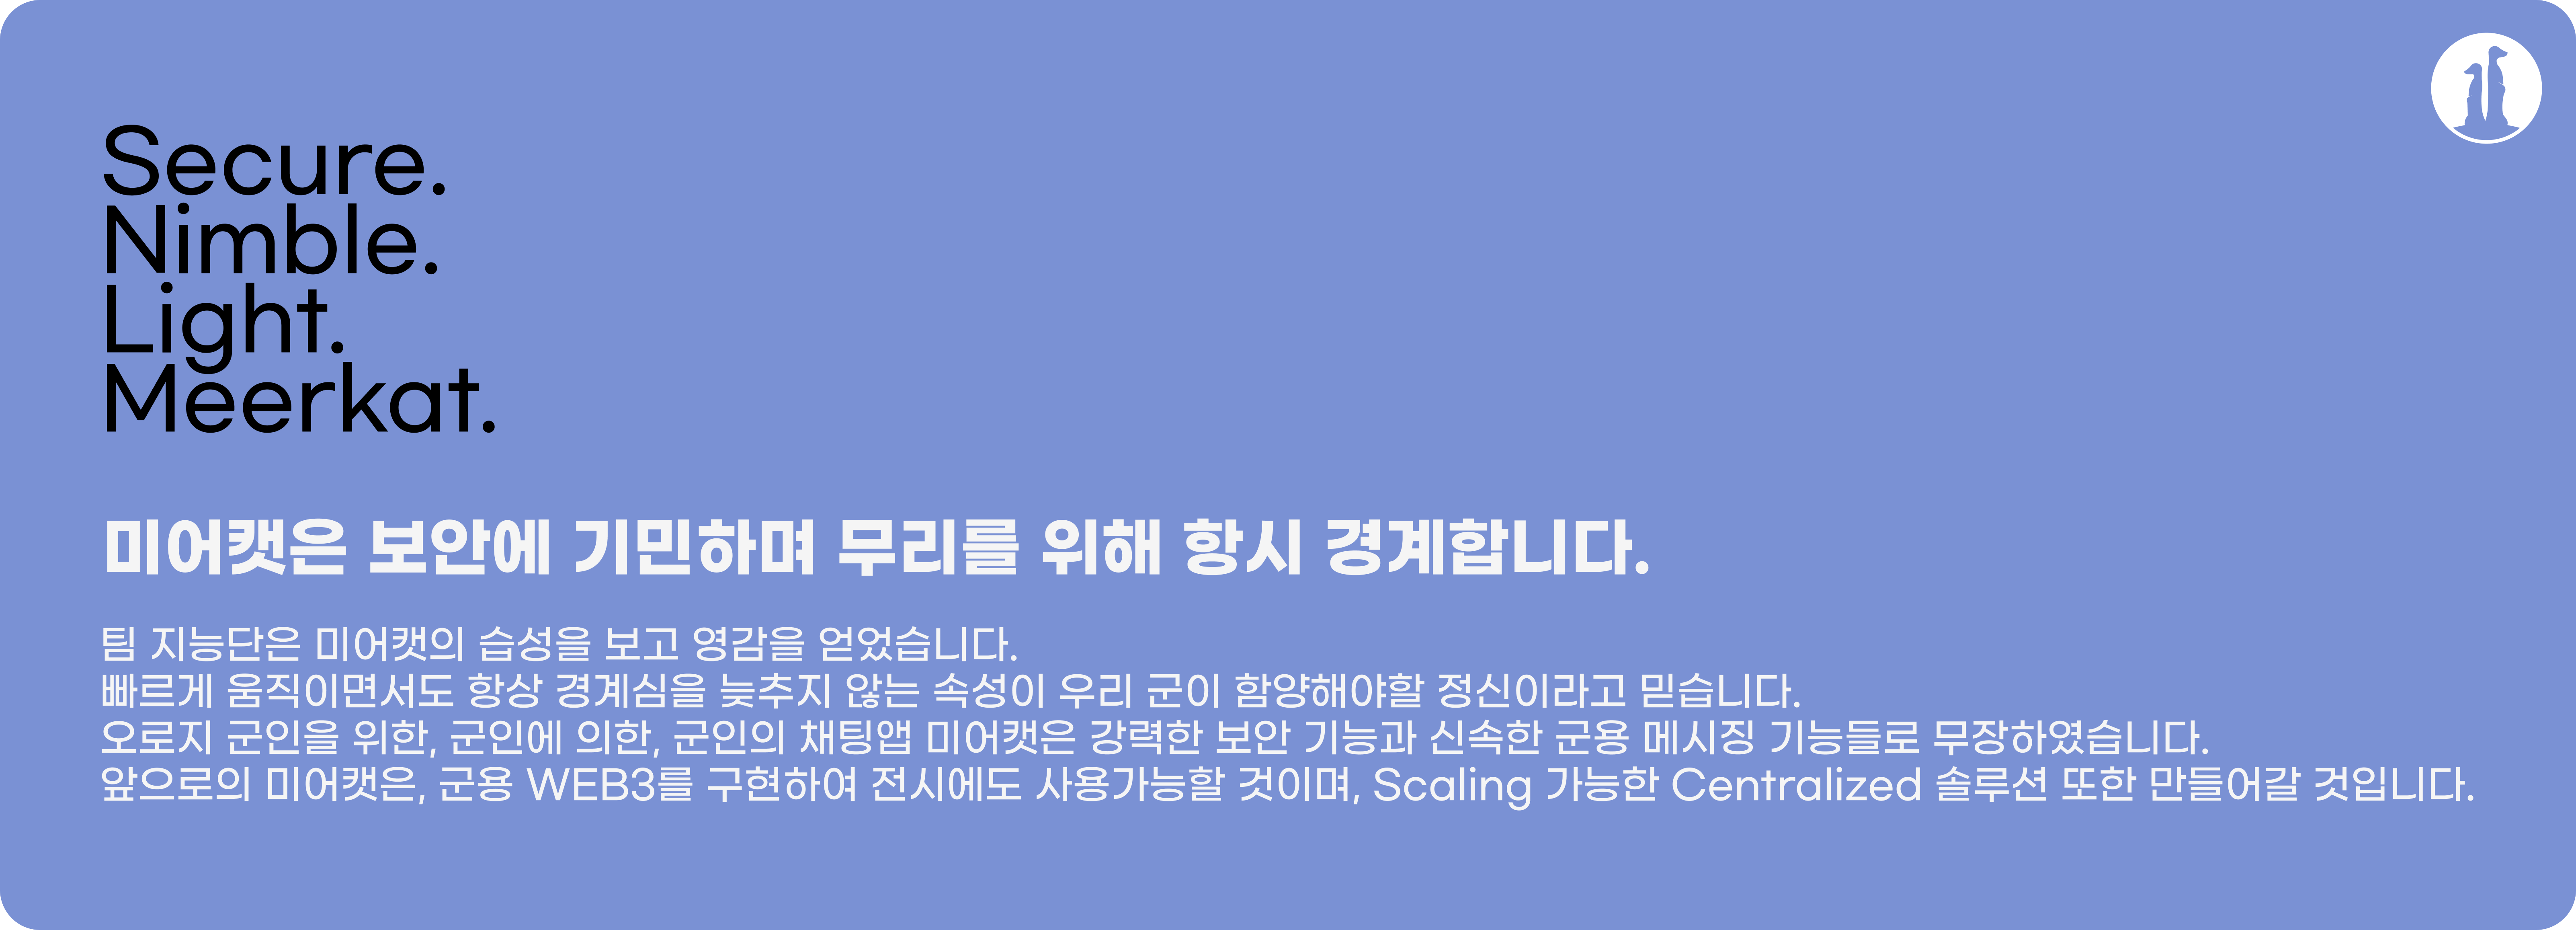 Secure.
Nimble.
Light.
Meerkat.
미어캣은 보안에 기민하며 무리를 위해 항시 경계합니다.
팀 지능단은 미어캣의 습성을 보고 영감을 얻었습니다.
빠르게 움직이면서도 항상 경계심을 늦추지 않는 속성이 우리 군이 함양해야할 정신이라고 믿습니다.
오로지 군인을 위한, 군인에 의한, 군인의 채팅앱 미어캣은 강력한 보안 기능과 신속한 군용 메시징 기능들로 무장하였습니다.
앞으로의 미어캣은, 군용 WEB3를 구현하여 전시에도 사용가능할 것이며, Scaling 가능한 Centralized 솔루션 또한 만들어갈 것입니다.